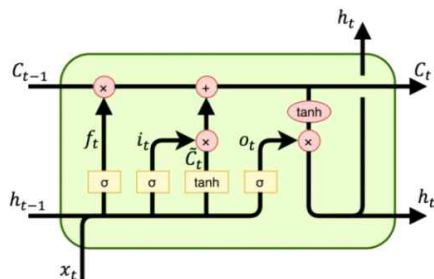 h_t
C_{t-1} × + C_t
tanh
f_t i_t C̃_t × o_t ×
σ σ tanh σ
h_{t-1} h_t
x_t